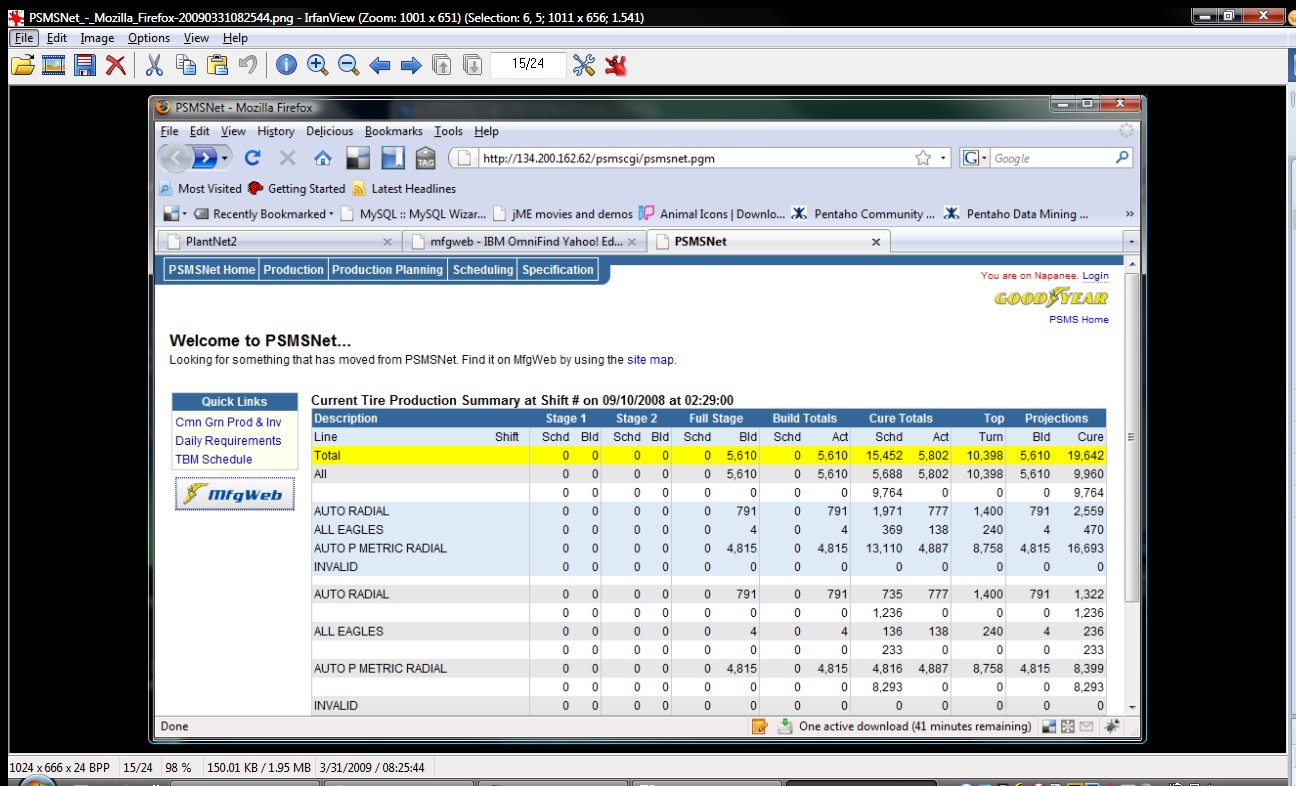 PSMSNet_-_Mozilla_Firefox-20090331082544.png - IrfanView (Zoom: 1001 x 651) (Selection: 6, 5; 1011 x 656; 1.541)
File Edit Image Options View Help
15/24
PSMSNet - Mozilla Firefox
File Edit View History Delicious Bookmarks Tools Help
TAG http://134.200.162.62/psmscgi/psmsnet.pgm G Google
Most Visited Getting Started Latest Headlines
Recently Bookmarked MySQL :: MySQL Wizar... jME movies and demos Animal Icons | Downlo... Pentaho Community ... Pentaho Data Mining ... »
PlantNet2 mfgweb - IBM OmniFind Yahoo! Ed... PSMSNet
PSMSNet Home Production Production Planning Scheduling Specification
You are on Napanee. Login
GOODYEAR
PSMS Home
Welcome to PSMSNet...
Looking for something that has moved from PSMSNet. Find it on MfgWeb by using the site map.
Quick Links
Cmn Grn Prod & Inv
Daily Requirements
TBM Schedule
MfgWeb
Current Tire Production Summary at Shift # on 09/10/2008 at 02:29:00
Description Stage 1 Stage 2 Full Stage Build Totals Cure Totals Top Projections
Line Shift Schd Bld Schd Bld Schd Bld Schd Act Schd Act Turn Bld Cure
Total 0 0 0 0 0 5,610 0 5,610 15,452 5,802 10,398 5,610 19,642
All 0 0 0 0 0 5,610 0 5,610 5,688 5,802 10,398 5,610 9,960
0 0 0 0 0 0 0 0 9,764 0 0 0 9,764
AUTO RADIAL 0 0 0 0 0 791 0 791 1,971 777 1,400 791 2,559
ALL EAGLES 0 0 0 0 0 4 0 4 369 138 240 4 470
AUTO P METRIC RADIAL 0 0 0 0 0 4,815 0 4,815 13,110 4,887 8,758 4,815 16,693
INVALID 0 0 0 0 0 0 0 0 0 0 0 0 0
AUTO RADIAL 0 0 0 0 0 791 0 791 735 777 1,400 791 1,322
0 0 0 0 0 0 0 0 1,236 0 0 0 1,236
ALL EAGLES 0 0 0 0 0 4 0 4 136 138 240 4 236
0 0 0 0 0 0 0 0 233 0 0 0 233
AUTO P METRIC RADIAL 0 0 0 0 0 4,815 0 4,815 4,816 4,887 8,758 4,815 8,399
0 0 0 0 0 0 0 0 8,293 0 0 0 8,293
INVALID 0 0 0 0 0 0 0 0 0 0 0 0 0
Done One active download (41 minutes remaining)
1024 x 666 x 24 BPP 15/24 98 % 150.01 KB / 1.95 MB 3/31/2009 / 08:25:44